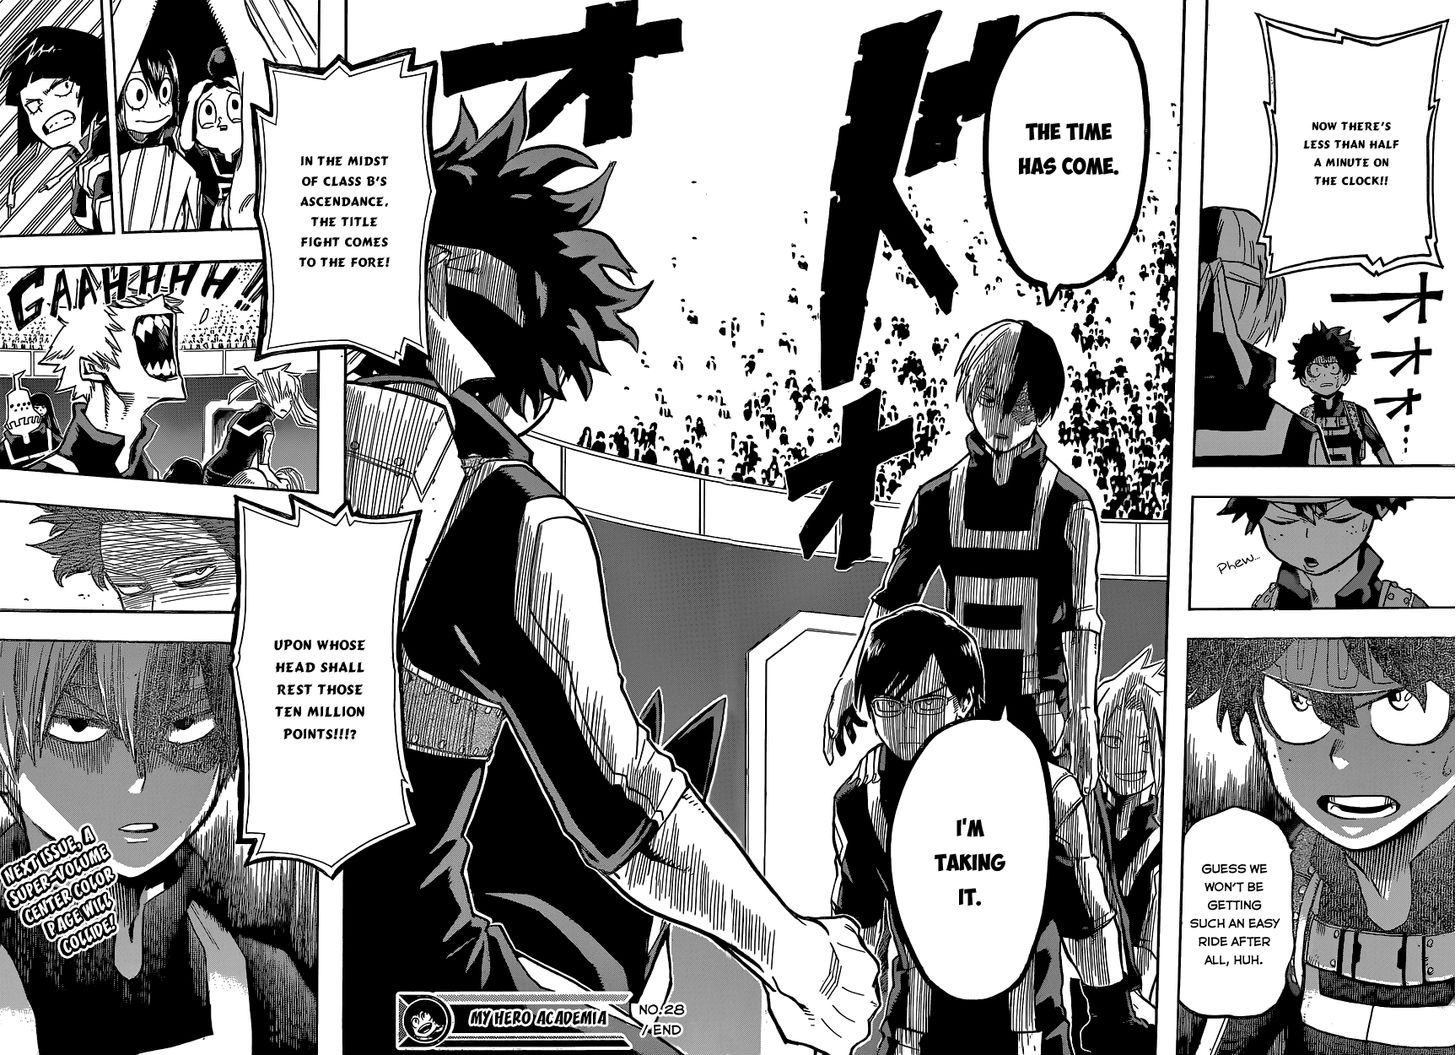 NOW THERE'S
LESS THAN HALF
A MINUTE ON
THE CLOCK!!
オオオ...
Phew...
GUESS WE
WON'T BE
GETTING
SUCH AN EASY
RIDE AFTER
ALL, HUH.
THE TIME
HAS COME.
ドオオ
I'M
TAKING
IT.
IN THE MIDST
OF CLASS B'S
ASCENDANCE,
THE TITLE
FIGHT COMES
TO THE FORE!
GAAHHHH!!
UPON WHOSE
HEAD SHALL
REST THOSE
TEN MILLION
POINTS!!!?
NEXT ISSUE, A
SUPER-VOLUME
CENTER COLOR
PAGE WILL
COLLIDE!
MY HERO ACADEMIA
NO.28
/ END